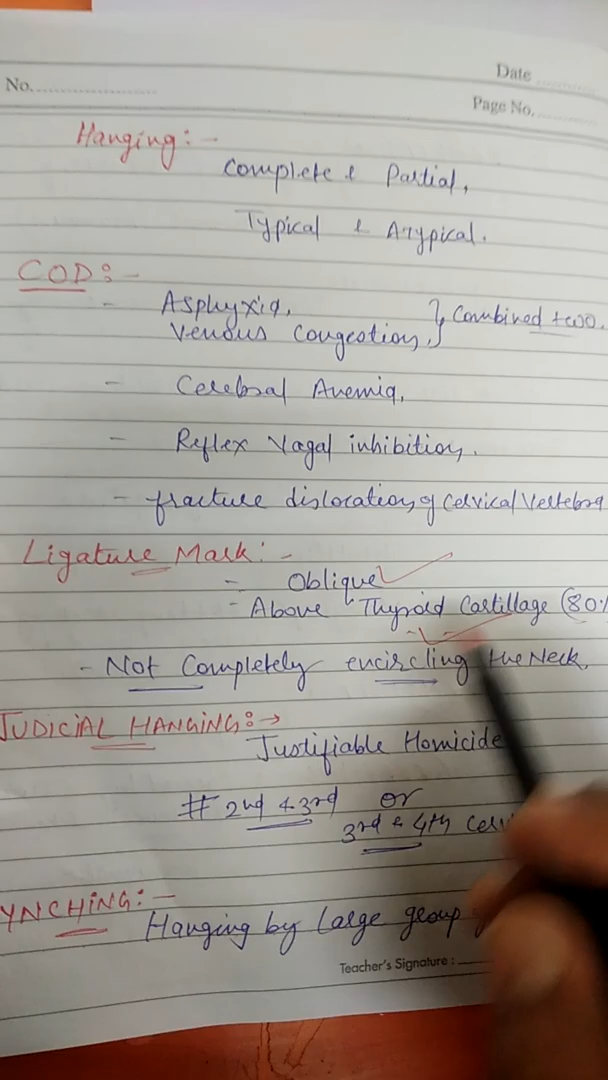 Date
No.
Page No.
Hanging:-
Complete & Partial,
Typical & Atypical.
COD:-
- Asphyxia,
Venous Congestion, } Combined two.
- Cerebral Anemia,
- Reflex Vagal inhibition.
- fracture dislocation, of Cervical Vertebra
Ligature Mark:-
- Oblique
- Above Thyroid Cartillage (80%
- Not Completely encircling the Neck,
JUDICIAL HANGING:→
Justifiable Homicide
# 2nd & 3rd or
3rd & 4th
YNCHING:-
Hanging by large group
Teacher's Signature: